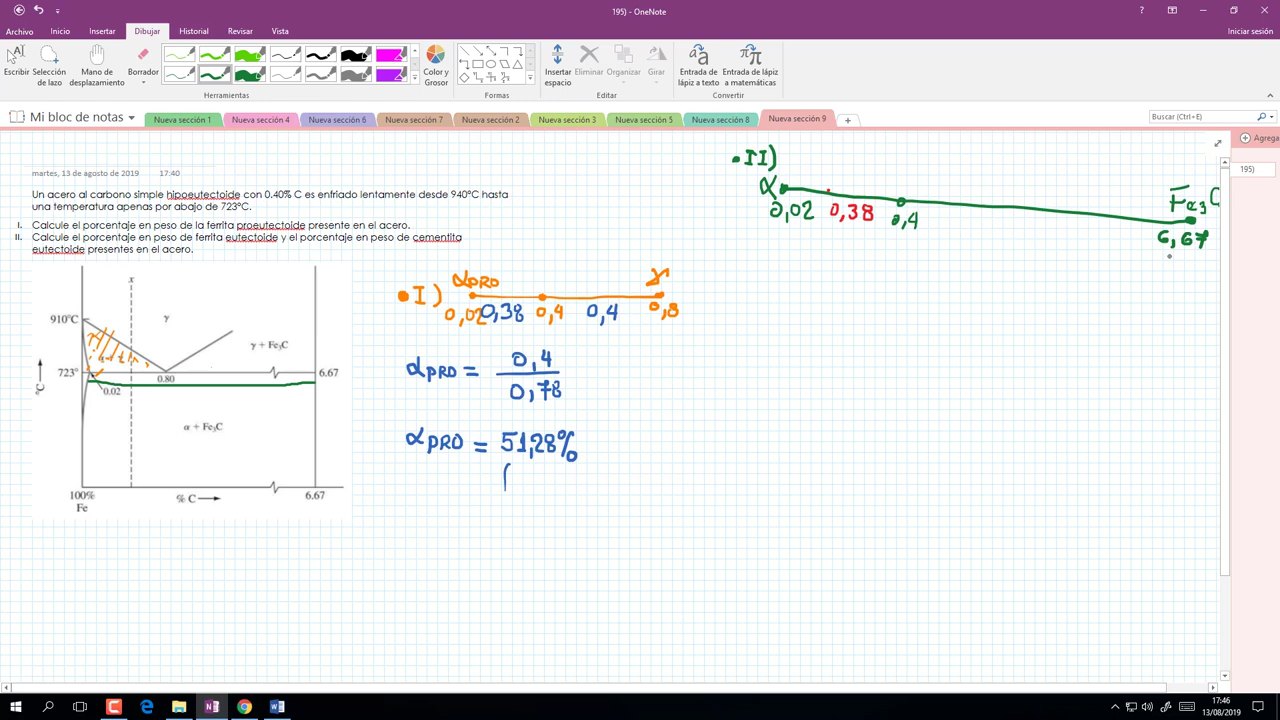 195) - OneNote
Iniciar sesión
Archivo Inicio Insertar Dibujar Historial Revisar Vista
Escribir Selección de lazo Mano de desplazamiento Borrador Color y Grosor Insertar espacio Eliminar Organizar Girar Entrada de lápiz a texto Entrada de lápiz a matemáticas
Herramientas Formas Editar Convertir
Mi bloc de notas Nueva sección 1 Nueva sección 4 Nueva sección 6 Nueva sección 7 Nueva sección 2 Nueva sección 3 Nueva sección 5 Nueva sección 8 Nueva sección 9 Buscar (Ctrl+E)
Agrega
195)
martes, 13 de agosto de 2019 17:40
Un acero al carbono simple hipoeutectoide con 0.40% C es enfriado lentamente desde 940°C hasta
una temperatura apenas por abajo de 723°C.
I. Calcule el porcentaje en peso de la ferrita proeutectoide presente en el acero.
II. Calcule el porcentaje en peso de ferrita eutectoide y el porcentaje en peso de cementita
eutectoide presentes en el acero.
x
910°C
γ
γ + Fe₃C
723°
0.80
6.67
°C
0.02
α + Fe₃C
100%
Fe
% C
6.67
•I)
αPRO γ
0,02 0,38 0,4 0,4 0,8
αPRO = 0,4
0,78
αPRO = 51,28%
•II)
α Fe3C
0,02 0,38 0,4 6,67
17:46
13/08/2019